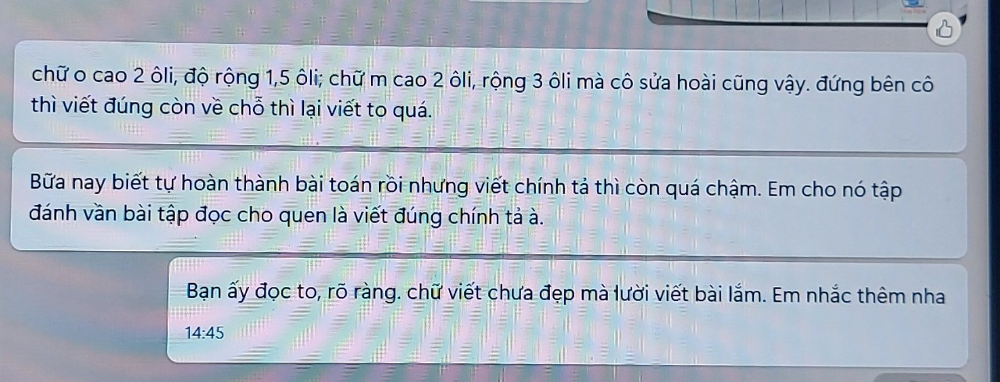 chữ o cao 2 ôli, độ rộng 1,5 ôli; chữ m cao 2 ôli, rộng 3 ôli mà cô sửa hoài cũng vậy. đứng bên cô
thì viết đúng còn về chỗ thì lại viết to quá.
Bữa nay biết tự hoàn thành bài toán rồi nhưng viết chính tả thì còn quá chậm. Em cho nó tập
đánh vần bài tập đọc cho quen là viết đúng chính tả à.
Bạn ấy đọc to, rõ ràng. chữ viết chưa đẹp mà lười viết bài lắm. Em nhắc thêm nha
14:45